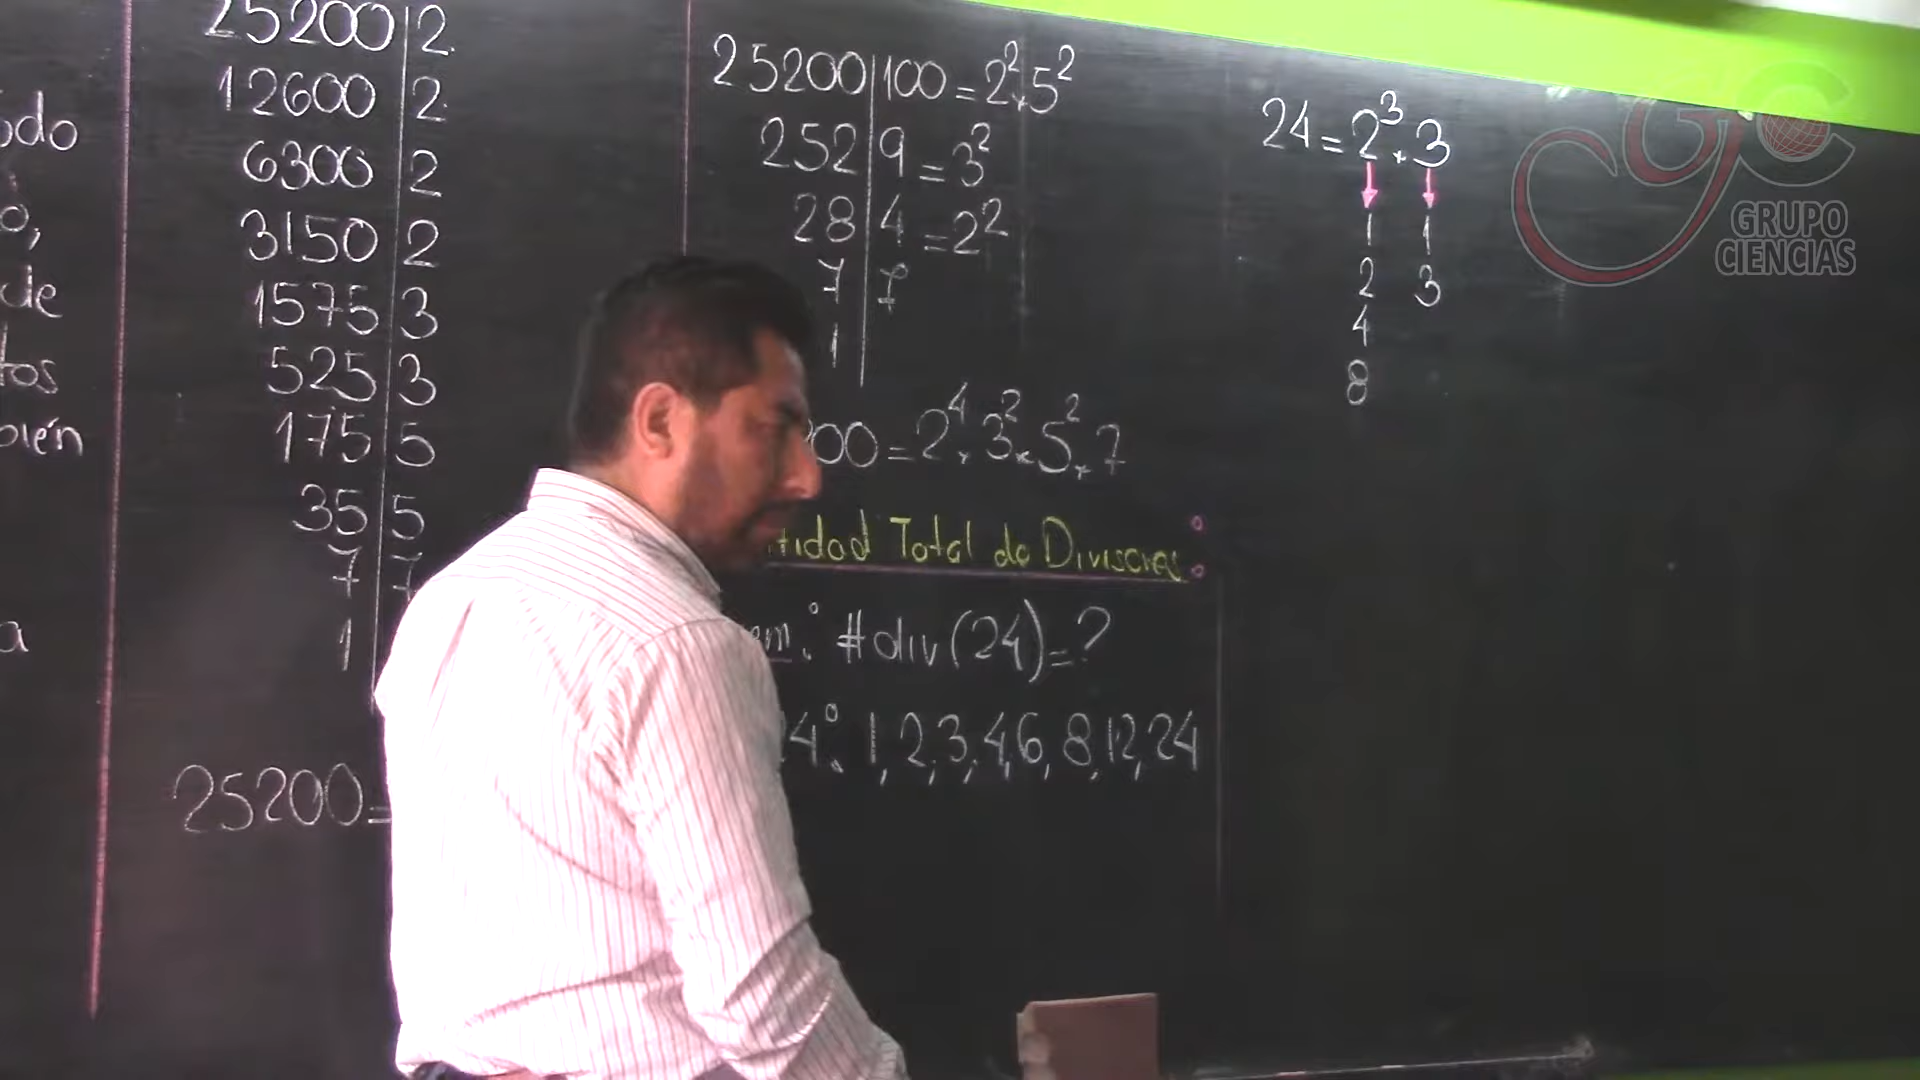 25200|2
12600|2
6300|2
3150|2
1575|3
525|3
175|5
35|5
7|7
1
25200=
25200|100=2².5²
252|9=3²
28|4=2²
7|7
1
00=2⁴.3².5².7
tidad Total de Divisores:
em: #div(24)=?
4: 1,2,3,4,6,8,12,24
24=2³.3
1 1
2 3
4
8
odo
o,
de
tos
bién
a
GRUPO
CIENCIAS